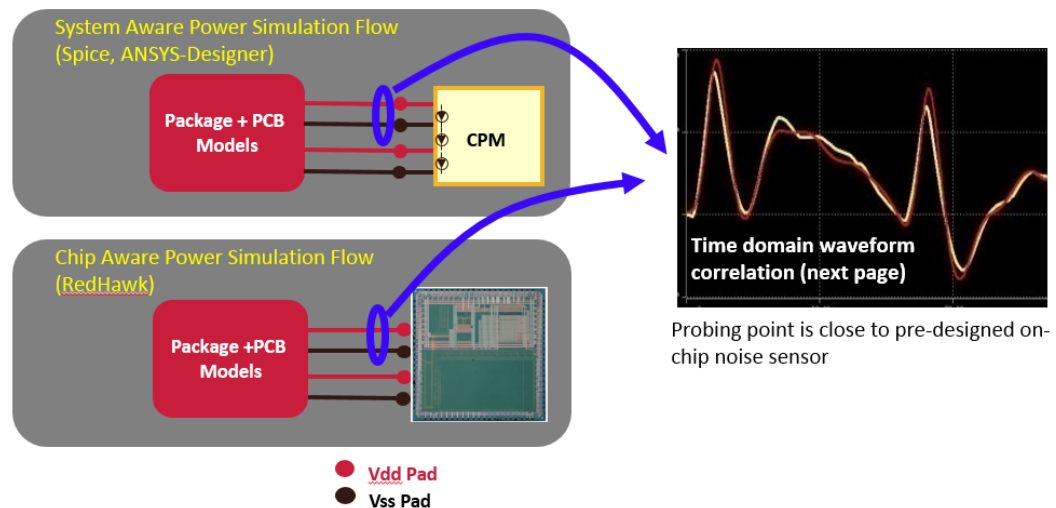 System Aware Power Simulation Flow
(Spice, ANSYS-Designer)
Package + PCB
Models
CPM
Chip Aware Power Simulation Flow
(RedHawk)
Package +PCB
Models
Vdd Pad
Vss Pad
Time domain waveform
correlation (next page)
Probing point is close to pre-designed on-
chip noise sensor